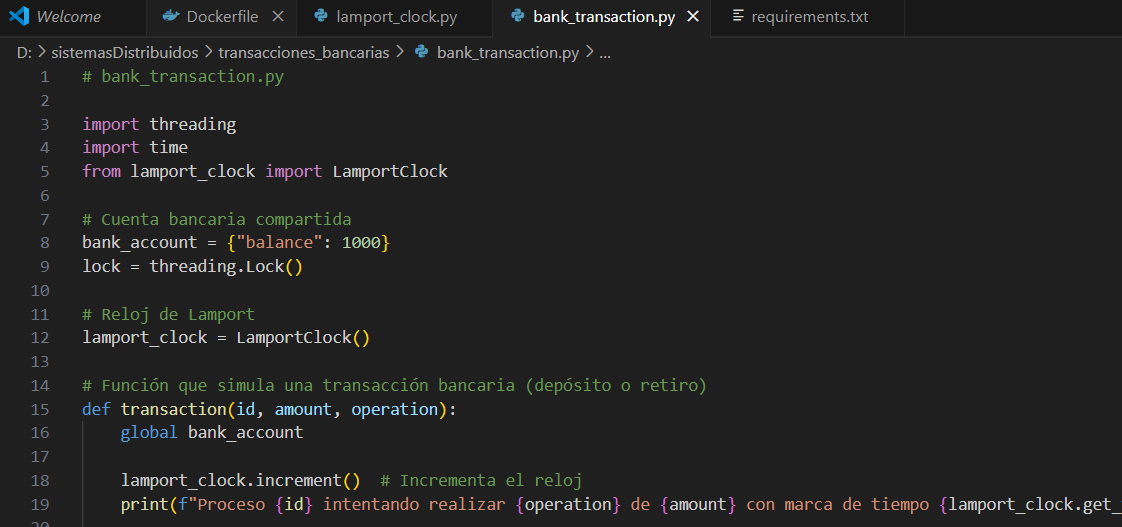 Welcome Dockerfile lamport_clock.py bank_transaction.py requirements.txt
D: > sistemasDistribuidos > transacciones_bancarias > bank_transaction.py > ...
1 # bank_transaction.py
2
3 import threading
4 import time
5 from lamport_clock import LamportClock
6
7 # Cuenta bancaria compartida
8 bank_account = {"balance": 1000}
9 lock = threading.Lock()
10
11 # Reloj de Lamport
12 lamport_clock = LamportClock()
13
14 # Función que simula una transacción bancaria (depósito o retiro)
15 def transaction(id, amount, operation):
16 global bank_account
17
18 lamport_clock.increment() # Incrementa el reloj
19 print(f"Proceso {id} intentando realizar {operation} de {amount} con marca de tiempo {lamport_clock.get_